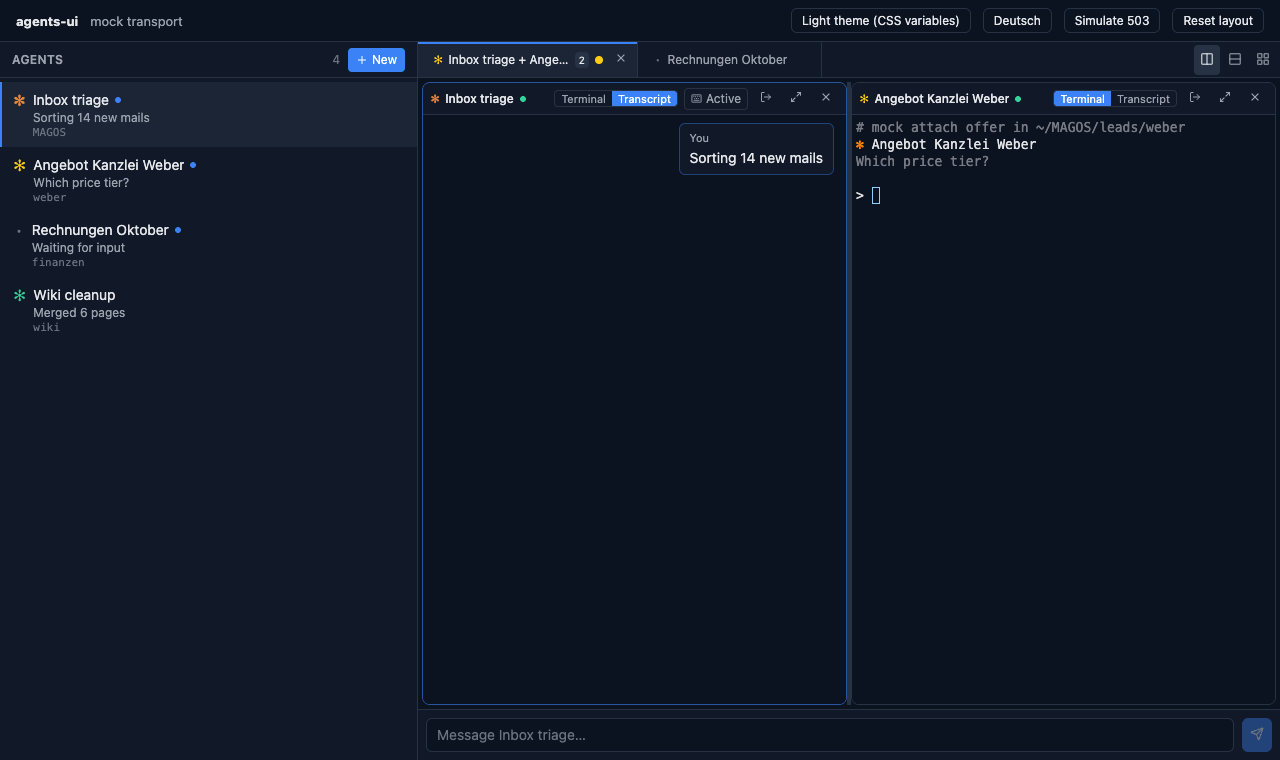 agents-ui mock transport
Light theme (CSS variables)
Deutsch
Simulate 503
Reset layout
AGENTS
4
+ New
Inbox triage
Sorting 14 new mails
MAGOS
Angebot Kanzlei Weber
Which price tier?
weber
Rechnungen Oktober
Waiting for input
finanzen
Wiki cleanup
Merged 6 pages
wiki
Inbox triage + Ange... 2
Rechnungen Oktober
Inbox triage
Terminal
Transcript
Active
You
Sorting 14 new mails
Angebot Kanzlei Weber
Terminal
Transcript
# mock attach offer in ~/MAGOS/leads/weber
✻ Angebot Kanzlei Weber
Which price tier?
>
Message Inbox triage...